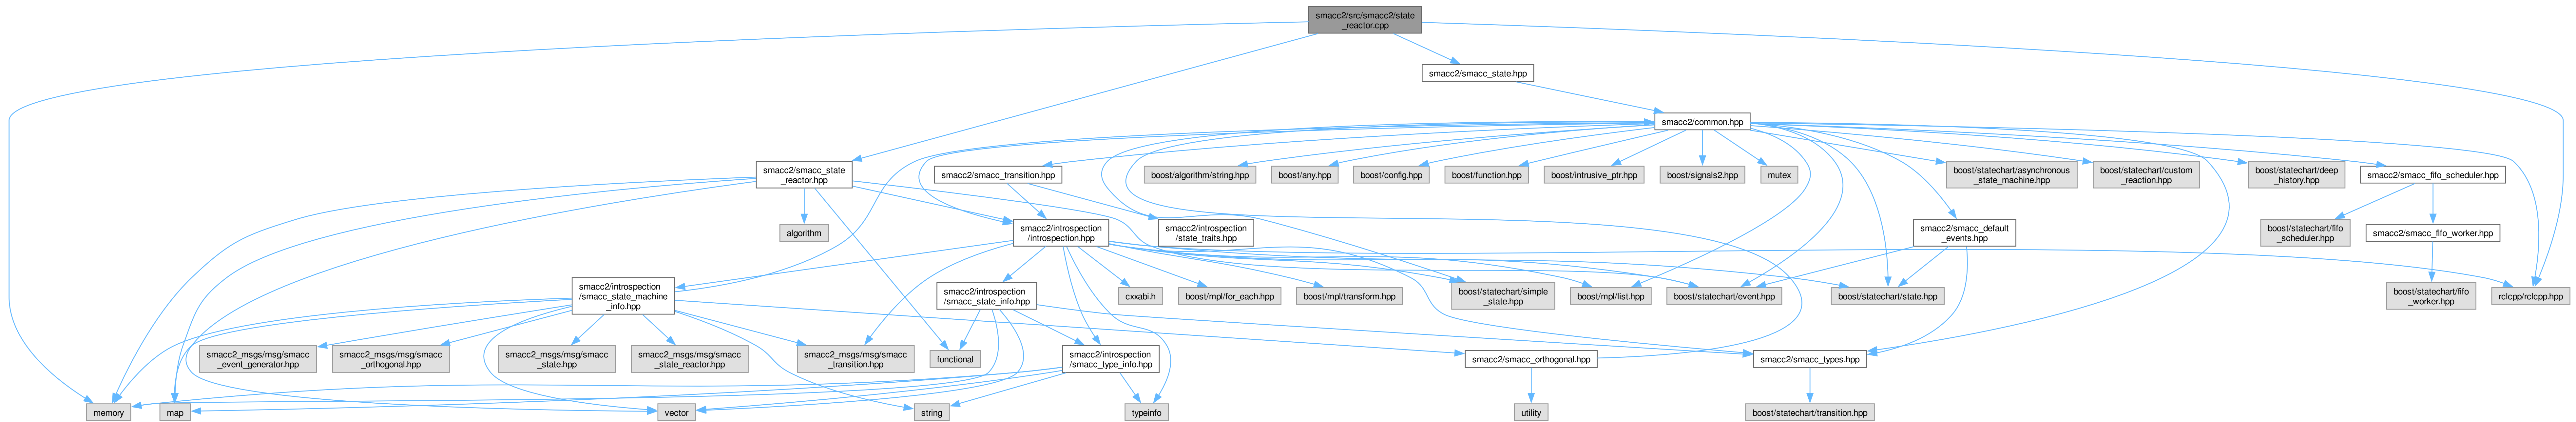 smacc2/src/smacc2/state
_reactor.cpp
smacc2/smacc_state.hpp
smacc2/common.hpp
smacc2/smacc_state
_reactor.hpp
smacc2/smacc_transition.hpp
boost/algorithm/string.hpp
boost/any.hpp
boost/config.hpp
boost/function.hpp
boost/intrusive_ptr.hpp
boost/signals2.hpp
mutex
boost/statechart/asynchronous
_state_machine.hpp
boost/statechart/custom
_reaction.hpp
boost/statechart/deep
_history.hpp
smacc2/smacc_fifo_scheduler.hpp
algorithm
smacc2/introspection
/introspection.hpp
smacc2/introspection
/state_traits.hpp
smacc2/smacc_default
_events.hpp
boost/statechart/fifo
_scheduler.hpp
smacc2/smacc_fifo_worker.hpp
smacc2/introspection
/smacc_state_machine
_info.hpp
smacc2/introspection
/smacc_state_info.hpp
cxxabi.h
boost/mpl/for_each.hpp
boost/mpl/transform.hpp
boost/statechart/simple
_state.hpp
boost/mpl/list.hpp
boost/statechart/event.hpp
boost/statechart/state.hpp
boost/statechart/fifo
_worker.hpp
rclcpp/rclcpp.hpp
smacc2_msgs/msg/smacc
_event_generator.hpp
smacc2_msgs/msg/smacc
_orthogonal.hpp
smacc2_msgs/msg/smacc
_state.hpp
smacc2_msgs/msg/smacc
_state_reactor.hpp
smacc2_msgs/msg/smacc
_transition.hpp
functional
smacc2/introspection
/smacc_type_info.hpp
smacc2/smacc_orthogonal.hpp
smacc2/smacc_types.hpp
memory
map
vector
string
typeinfo
utility
boost/statechart/transition.hpp